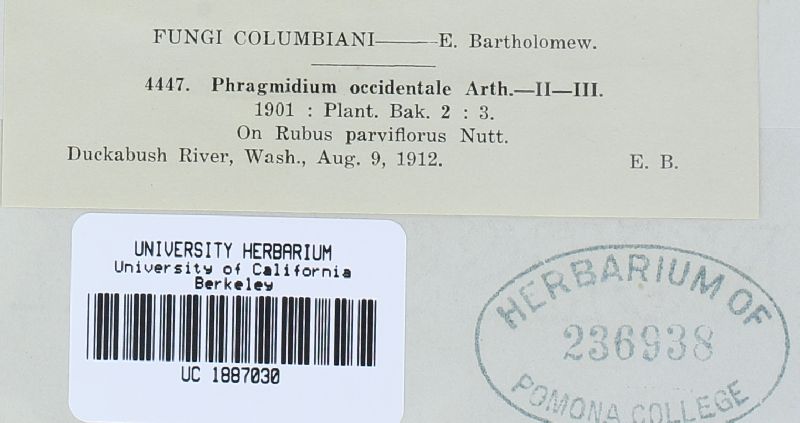 FUNGI COLUMBIANI——E. Bartholomew.
4447. Phragmidium occidentale Arth.—II—III.
1901 : Plant. Bak. 2 : 3.
On Rubus parviflorus Nutt.
Duckabush River, Wash., Aug. 9, 1912. E. B.
UNIVERSITY HERBARIUM
University of California
Berkeley
UC 1887030
HERBARIUM OF
236938
POMONA COLLEGE